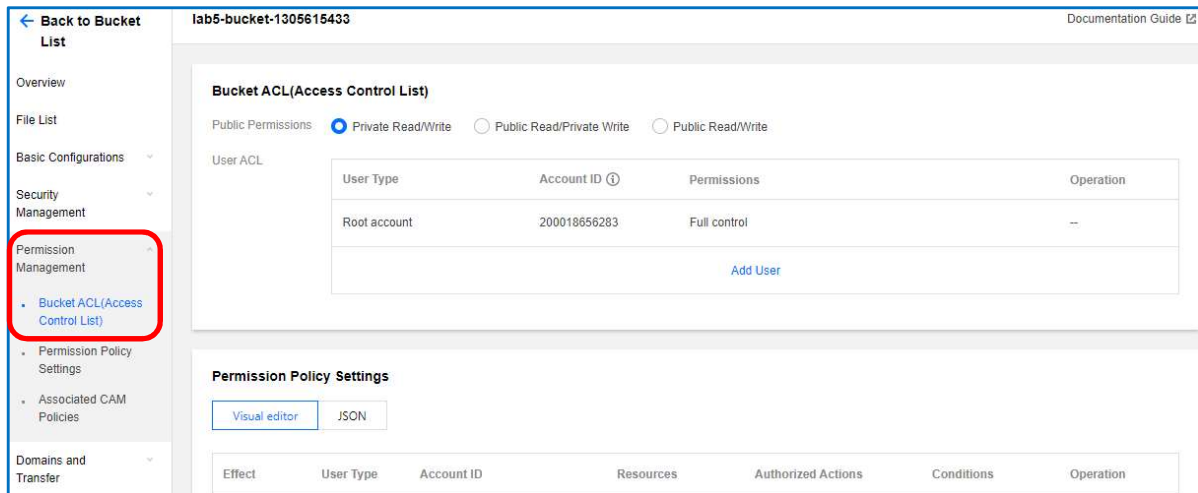 ← Back to Bucket
List
Overview
File List
Basic Configurations
Security
Management
Permission
Management
Bucket ACL(Access
Control List)
Permission Policy
Settings
Associated CAM
Policies
Domains and
Transfer
lab5-bucket-1305615433
Documentation Guide
Bucket ACL(Access Control List)
Public Permissions Private Read/Write Public Read/Private Write Public Read/Write
User ACL
User Type Account ID Permissions Operation
Root account 200018656283 Full control --
Add User
Permission Policy Settings
Visual editor JSON
Effect User Type Account ID Resources Authorized Actions Conditions Operation